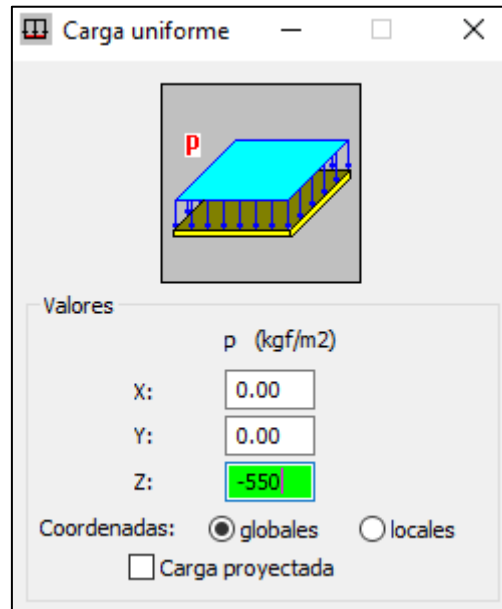 Carga uniforme
p
Valores
p (kgf/m2)
X: 0.00
Y: 0.00
Z: -550
Coordenadas: globales locales
Carga proyectada